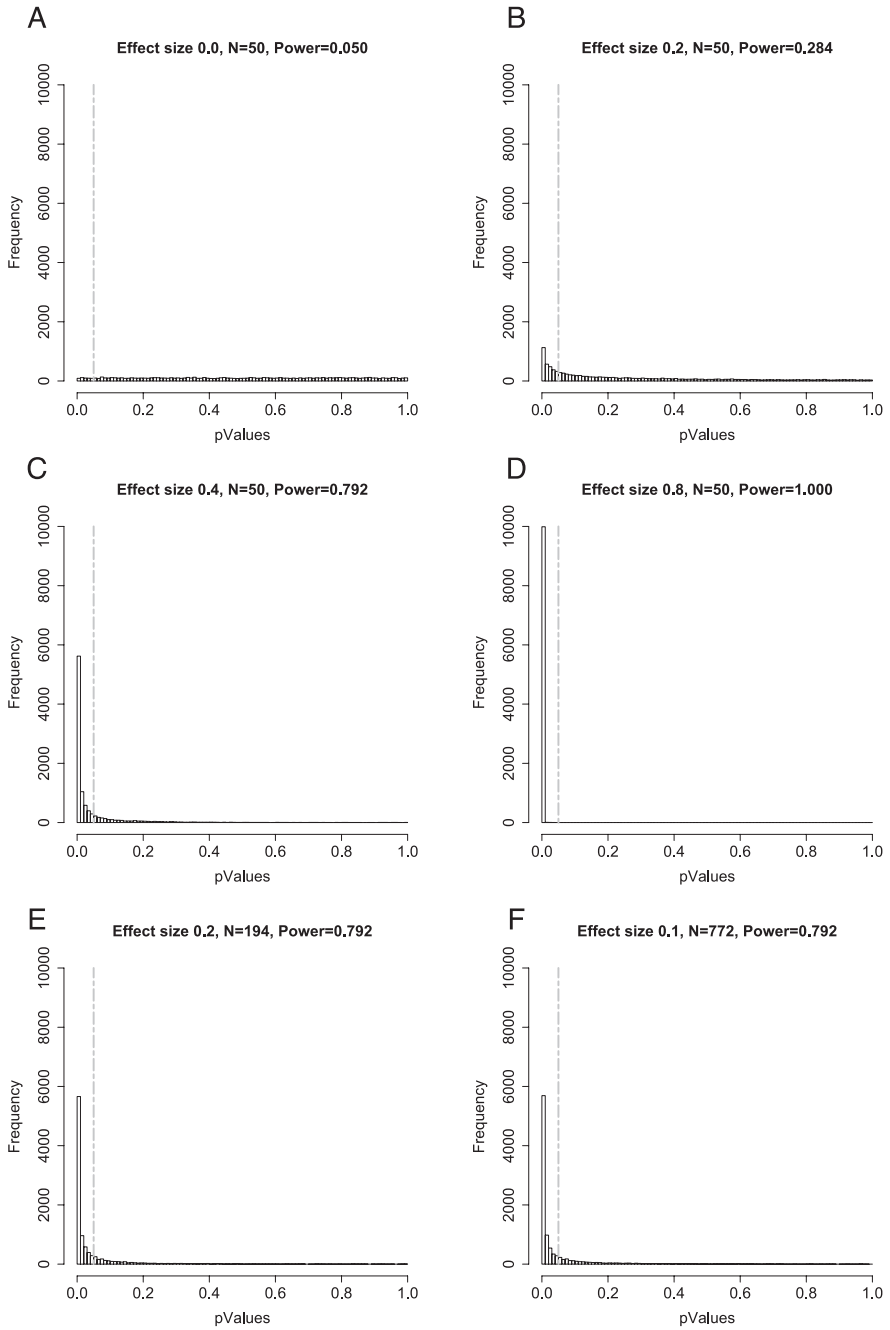 A
Effect size 0.0, N=50, Power=0.050
Frequency
10000
8000
6000
4000
2000
0
0.0 0.2 0.4 0.6 0.8 1.0
pValues
B
Effect size 0.2, N=50, Power=0.284
Frequency
10000
8000
6000
4000
2000
0
0.0 0.2 0.4 0.6 0.8 1.0
pValues
C
Effect size 0.4, N=50, Power=0.792
Frequency
10000
8000
6000
4000
2000
0
0.0 0.2 0.4 0.6 0.8 1.0
pValues
D
Effect size 0.8, N=50, Power=1.000
Frequency
10000
8000
6000
4000
2000
0
0.0 0.2 0.4 0.6 0.8 1.0
pValues
E
Effect size 0.2, N=194, Power=0.792
Frequency
10000
8000
6000
4000
2000
0
0.0 0.2 0.4 0.6 0.8 1.0
pValues
F
Effect size 0.1, N=772, Power=0.792
Frequency
10000
8000
6000
4000
2000
0
0.0 0.2 0.4 0.6 0.8 1.0
pValues